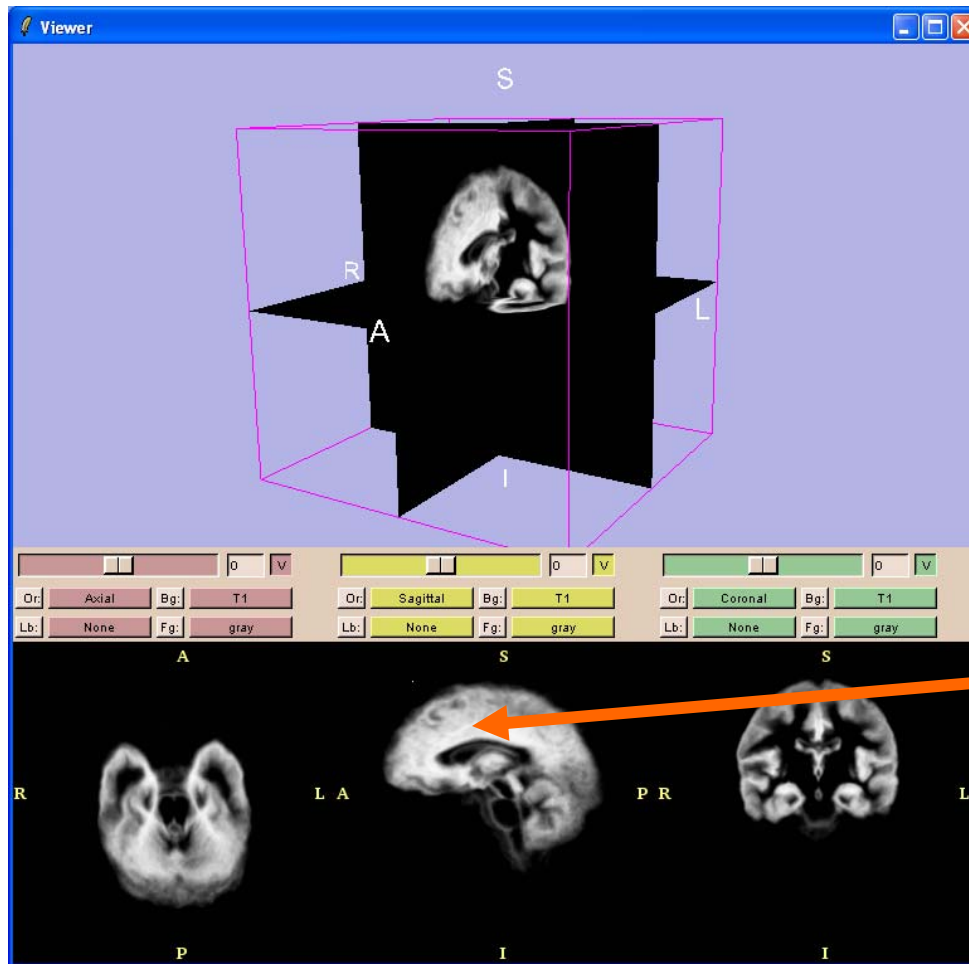 Viewer
S
R
A
L
I
0 V 0 V 0 V
Or: Axial Bg: T1 Or: Sagittal Bg: T1 Or: Coronal Bg: T1
Lb: None Fg: gray Lb: None Fg: gray Lb: None Fg: gray
A S S
R L A P R L
P I I